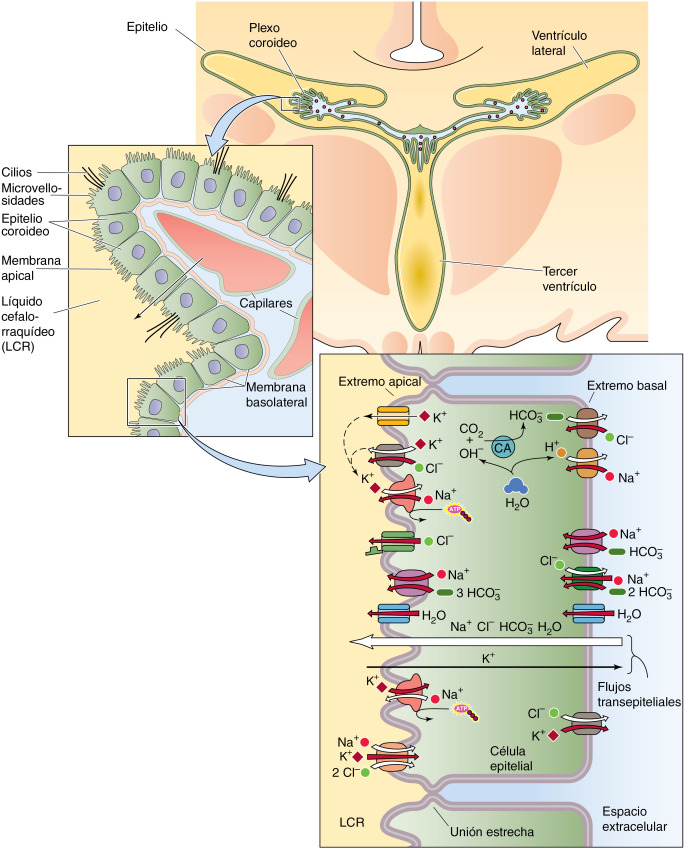 Epitelio
Plexo
coroideo
Ventrículo
lateral
Cilios
Microvello-
sidades
Epitelio
coroideo
Membrana
apical
Líquido
cefalo-
rraquídeo
(LCR)
Capilares
Membrana
basolateral
Tercer
ventrículo
Extremo apical
Extremo basal
K⁺
CO₂
+
OH⁻
CA
HCO₃⁻
Cl⁻
K⁺
Cl⁻
H⁺
Na⁺
H₂O
K⁺
Na⁺
ATP
Cl⁻
Na⁺
HCO₃⁻
Cl⁻
Na⁺
3 HCO₃⁻
Na⁺
2 HCO₃⁻
H₂O
H₂O
Na⁺ Cl⁻ HCO₃⁻ H₂O
K⁺
Flujos
transepiteliales
K⁺
Na⁺
ATP
Cl⁻
K⁺
Na⁺
K⁺
2 Cl⁻
Célula
epitelial
LCR
Unión estrecha
Espacio
extracelular